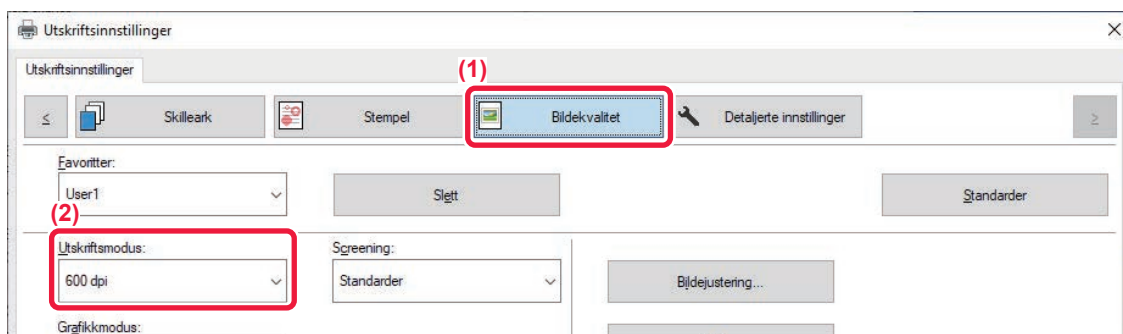 Utskriftsinnstillinger
Utskriftsinnstillinger
(1)
< Skilleark Stempel Bildekvalitet Detaljerte innstillinger >
Favoritter:
User1 Slett Standarder
(2)
Utskriftsmodus: Screening:
600 dpi Standarder Bildejustering...
Grafikkmodus: